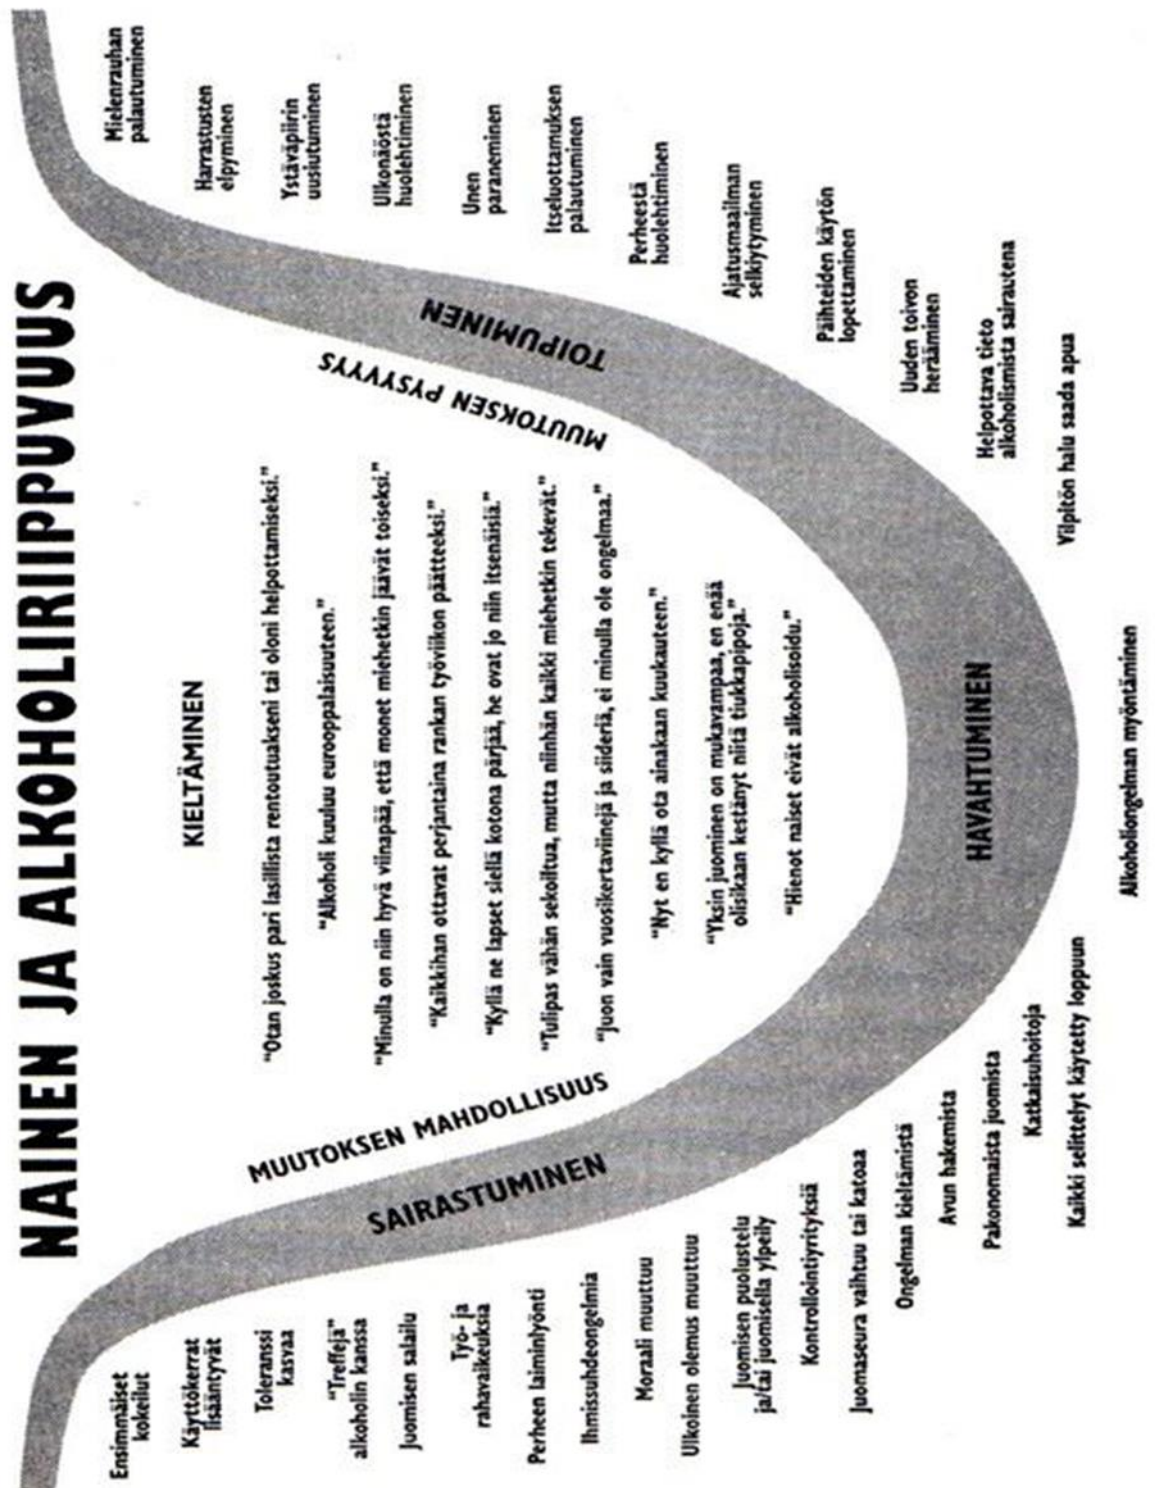 NAINEN JA ALKOHOLIRIIPPUVUUS
KIELTÄMINEN
"Otan joskus pari lasillista rentoutuakseni tai oloni helpottamiseksi."
"Alkoholi kuuluu eurooppalaisuuteen."
"Minulla on niin hyvä viinapää, että monet miehetkin jäävät toiseksi."
"Kaikkihan ottavat perjantaina rankan työviikon päätteeksi."
"Kyllä ne lapset siellä kotona pärjää, he ovat jo niin itsenäisiä."
"Tulipas vähän sekoiltua, mutta niinhän kaikki miehetkin tekevät."
"Juon vain vuosikertaviinejä ja siideriä, ei minulla ole ongelmaa."
"Nyt en kyllä ota ainakaan kuukauteen."
"Yksin juominen on mukavampaa, en enää
olisikaan kestänyt niitä tiukkapipoja."
"Hienot naiset eivät alkoholisoidu."
MUUTOKSEN MAHDOLLISUUS
SAIRASTUMINEN
HAVAHTUMINEN
TOIPUMINEN
MUUTOKSEN PYSYVYYS
Ensimmäiset
kokeilut
Käyttökerrat
lisääntyvät
Toleranssi
kasvaa
"Treffejä"
alkoholin kanssa
Juomisen salailu
Työ- ja
rahavaikeuksia
Perheen laiminlyönti
Ihmissuhdeongelmia
Moraali muuttuu
Ulkoinen olemus muuttuu
Juomisen puolustelu
ja/tai juomisella ylpeily
Kontrollointiyrityksiä
Juomaseura vaihtuu tai katoaa
Ongelman kieltämistä
Avun hakemista
Pakonomaista juomista
Katkaisuhoitoja
Kaikki selittelyt käytetty loppuun
Alkoholiongelman myöntäminen
Vilpitön halu saada apua
Helpottava tieto
alkoholismista sairautena
Uuden toivon
herääminen
Päihteiden käytön
lopettaminen
Ajatusmaailman
selkiytyminen
Perheestä
huolehtiminen
Itseluottamuksen
palautuminen
Unen
paraneminen
Ulkonäöstä
huolehtiminen
Ystäväpiirin
uusiutuminen
Harrastusten
elpyminen
Mielenrauhan
palautuminen